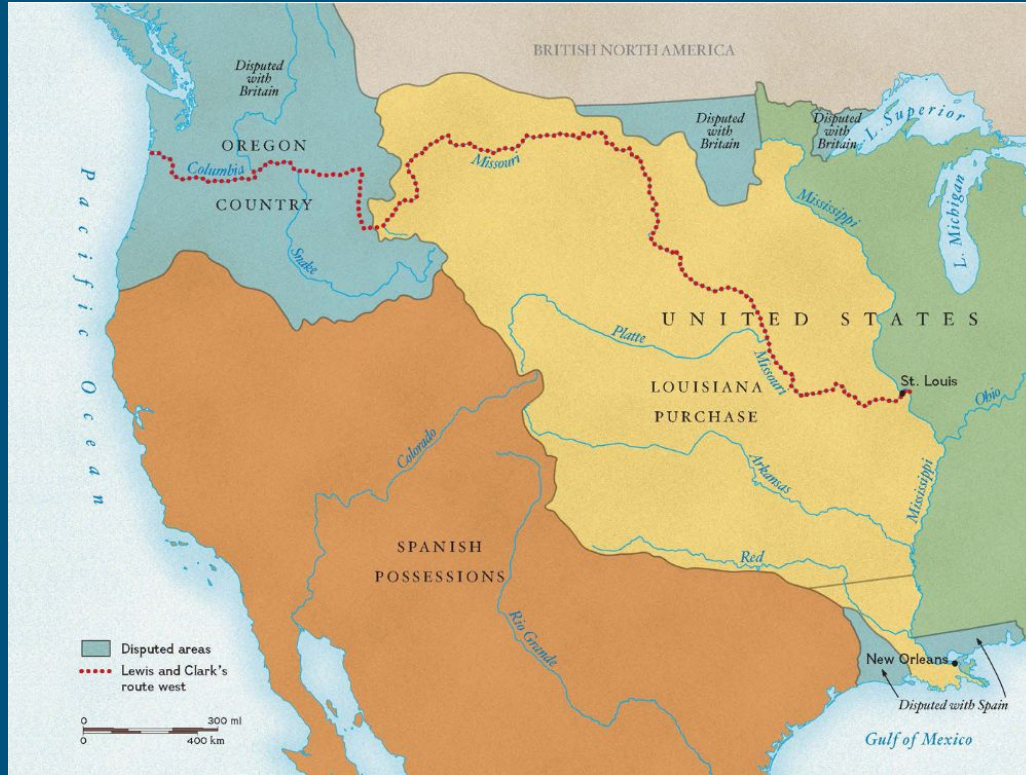 BRITISH NORTH AMERICA
Disputed
with
Britain
Disputed
with
Britain
Disputed
with
Britain
L. Superior
OREGON
COUNTRY
Columbia
Missouri
Snake
Mississippi
L. Michigan
Pacific Ocean
UNITED STATES
Platte
Missouri
LOUISIANA
PURCHASE
St. Louis
Ohio
Colorado
Arkansas
Mississippi
SPANISH
POSSESSIONS
Red
Rio Grande
New Orleans
Disputed with Spain
Gulf of Mexico
Disputed areas
Lewis and Clark's
route west
0 300 mi
0 400 km